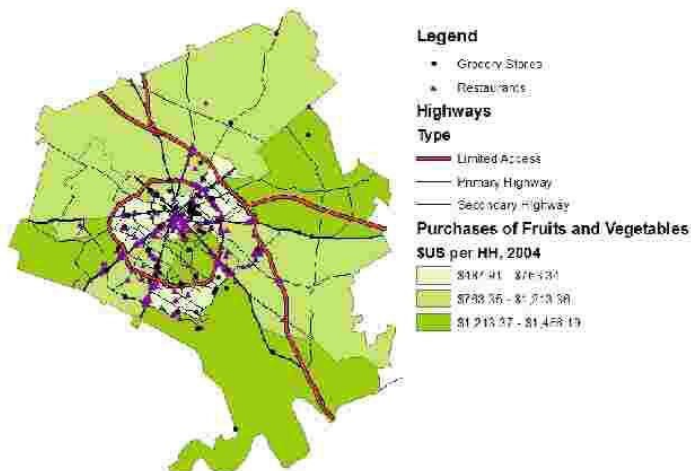 Legend
Grocery Stores
Restaurants
Highways
Type
Limited Access
Primary Highway
Secondary Highway
Purchases of Fruits and Vegetables
$US per HH, 2004